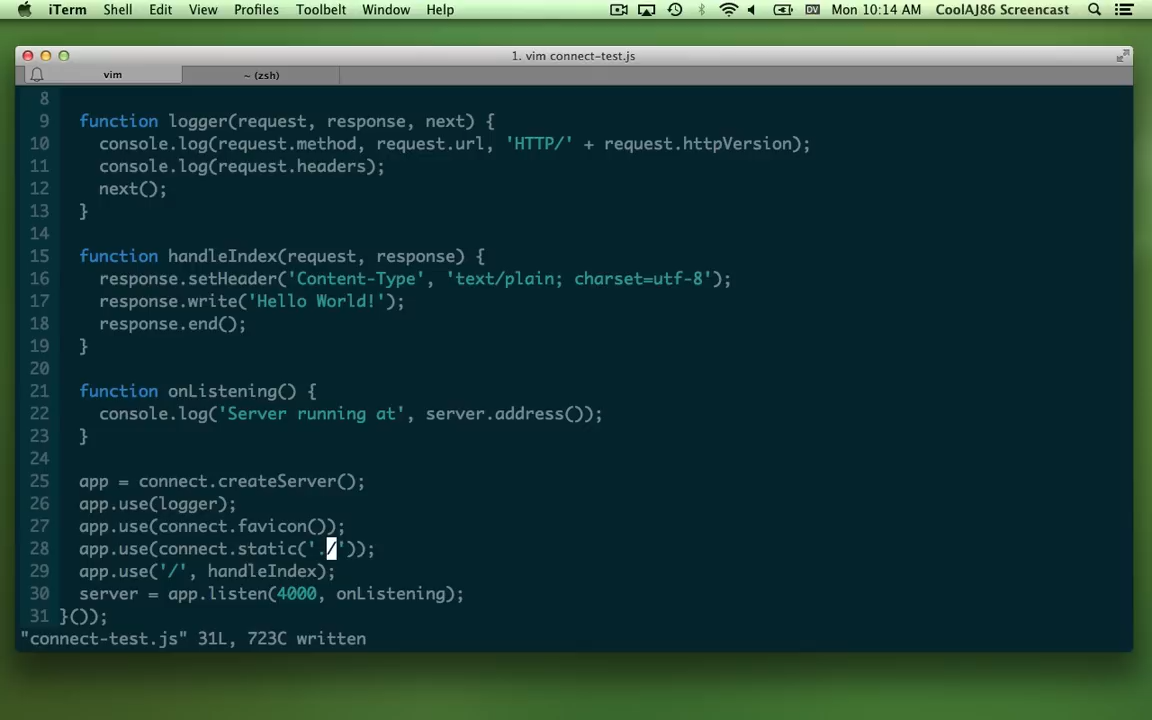 iTerm Shell Edit View Profiles Toolbelt Window Help DV Mon 10:14 AM CoolAJ86 Screencast
1. vim connect-test.js
vim ~ (zsh)
8
9 function logger(request, response, next) {
10 console.log(request.method, request.url, 'HTTP/' + request.httpVersion);
11 console.log(request.headers);
12 next();
13 }
14
15 function handleIndex(request, response) {
16 response.setHeader('Content-Type', 'text/plain; charset=utf-8');
17 response.write('Hello World!');
18 response.end();
19 }
20
21 function onListening() {
22 console.log('Server running at', server.address());
23 }
24
25 app = connect.createServer();
26 app.use(logger);
27 app.use(connect.favicon());
28 app.use(connect.static('./'));
29 app.use('/', handleIndex);
30 server = app.listen(4000, onListening);
31 }());
"connect-test.js" 31L, 723C written